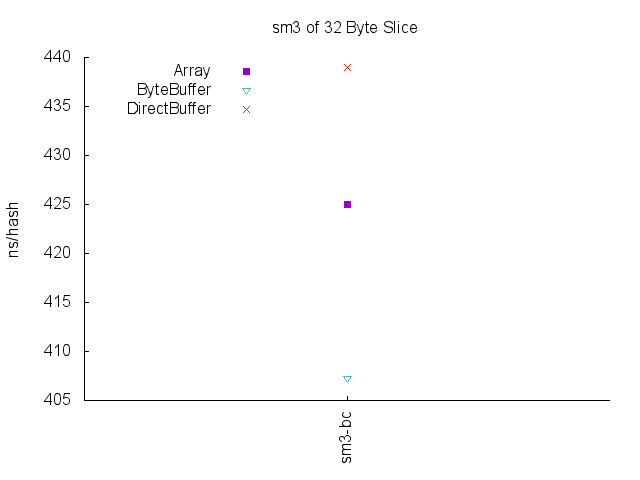 sm3 of 32 Byte Slice
440
435
430
425
420
415
410
405
ns/hash
Array
ByteBuffer
DirectBuffer
sm3-bc